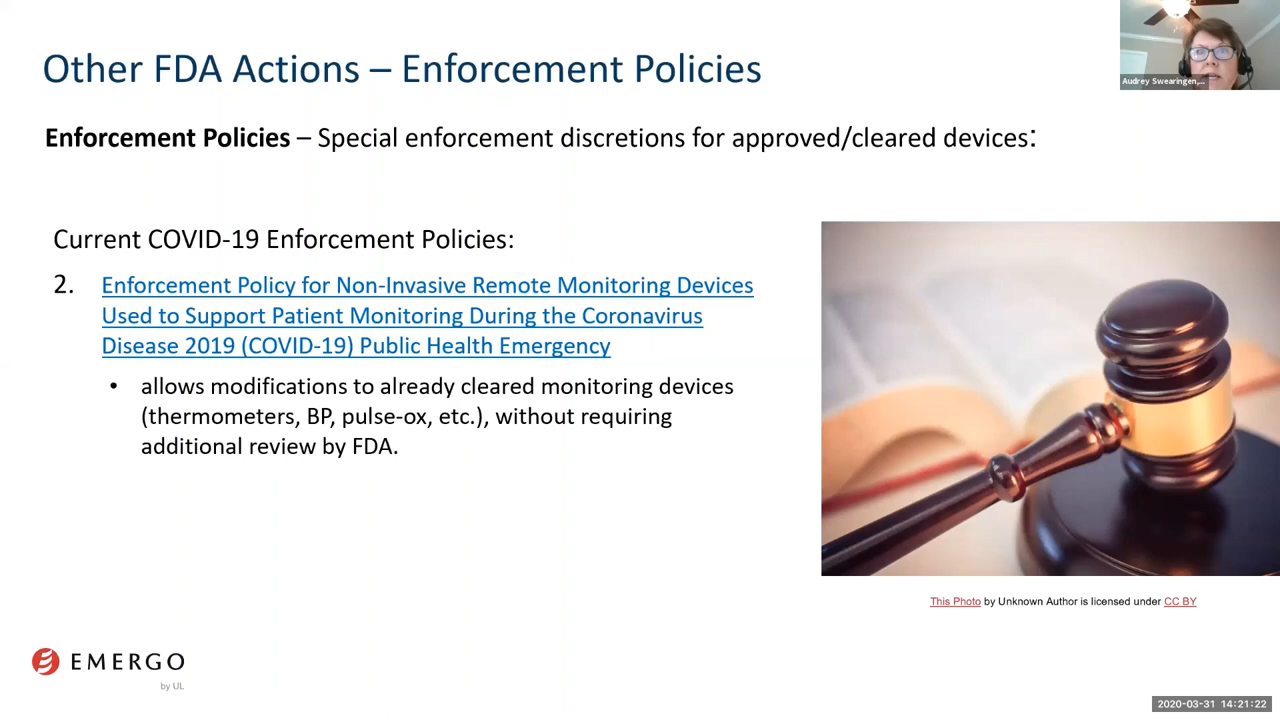 Other FDA Actions – Enforcement Policies
Audrey Swearingen,...
Enforcement Policies – Special enforcement discretions for approved/cleared devices:
Current COVID-19 Enforcement Policies:
2. Enforcement Policy for Non-Invasive Remote Monitoring Devices
Used to Support Patient Monitoring During the Coronavirus
Disease 2019 (COVID-19) Public Health Emergency
• allows modifications to already cleared monitoring devices
(thermometers, BP, pulse-ox, etc.), without requiring
additional review by FDA.
This Photo by Unknown Author is licensed under CC BY
EMERGO
by UL
2020-03-31 14:21:22